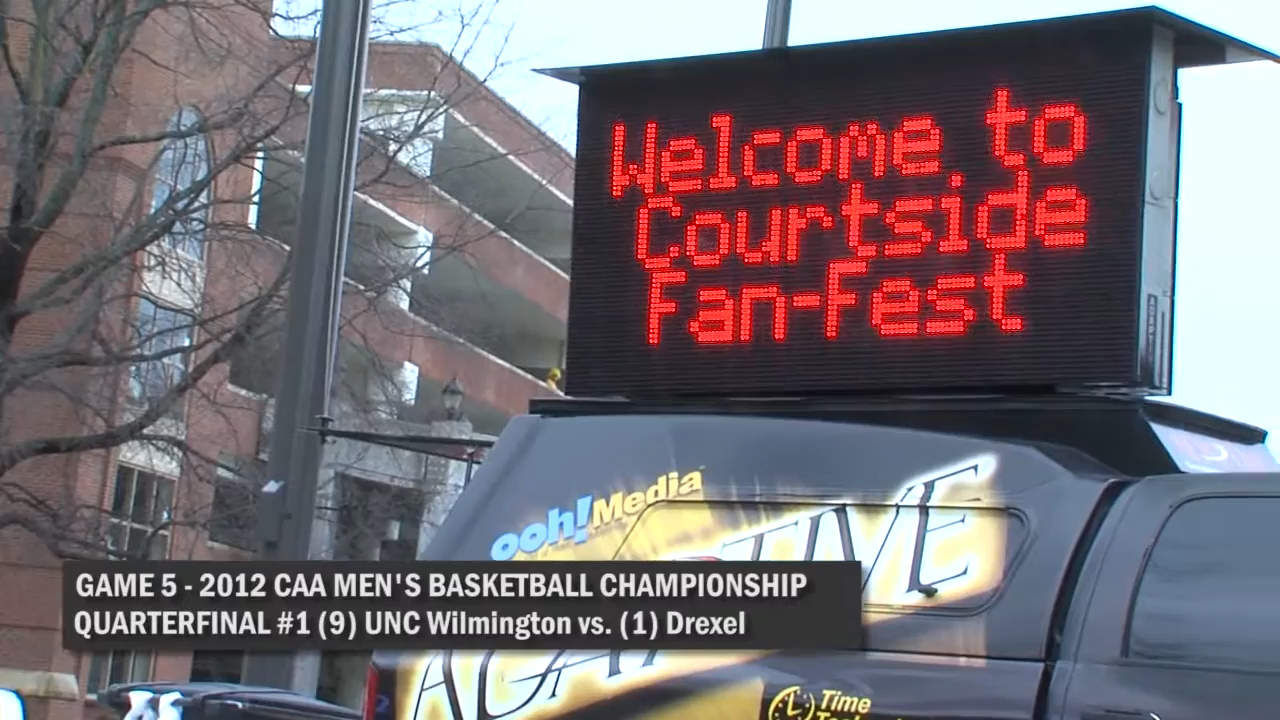 Welcome to
Courtside
Fan-Fest
ooh!Media
GAME 5 - 2012 CAA MEN'S BASKETBALL CHAMPIONSHIP
QUARTERFINAL #1 (9) UNC Wilmington vs. (1) Drexel
Time